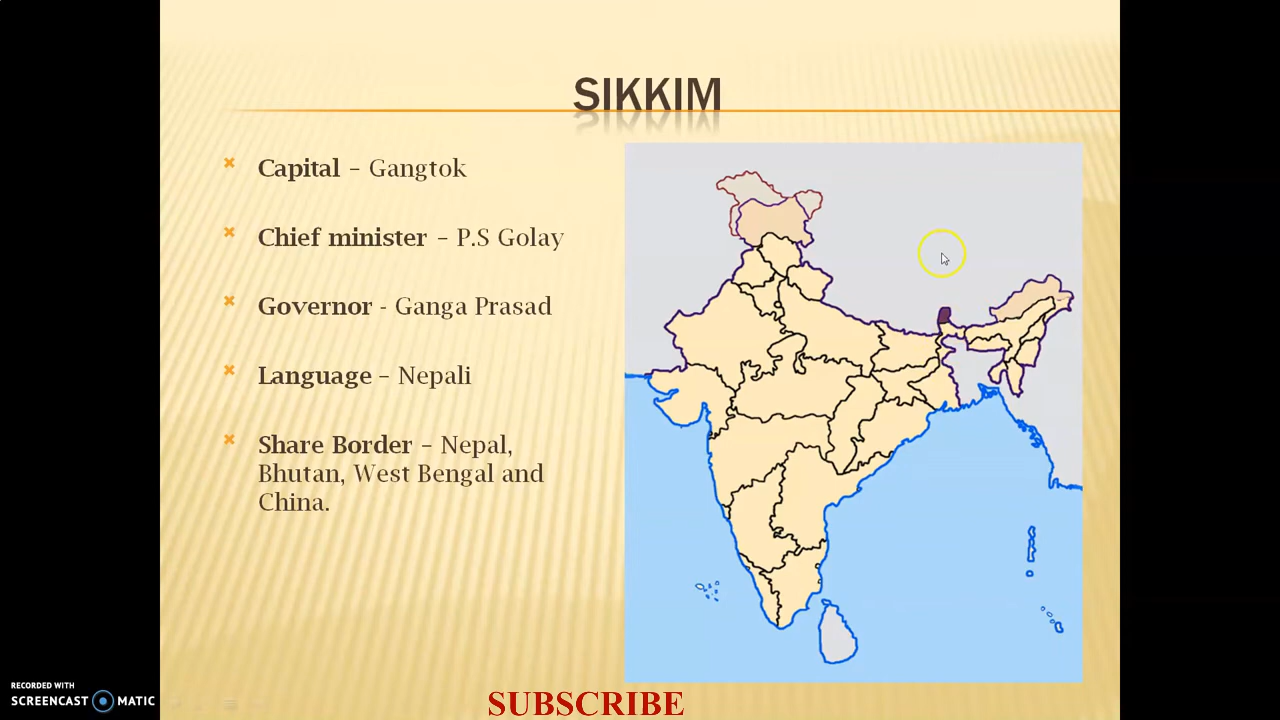 SIKKIM
Capital – Gangtok
Chief minister – P.S Golay
Governor - Ganga Prasad
Language – Nepali
Share Border – Nepal,
Bhutan, West Bengal and
China.
RECORDED WITH
SCREENCAST MATIC
SUBSCRIBE